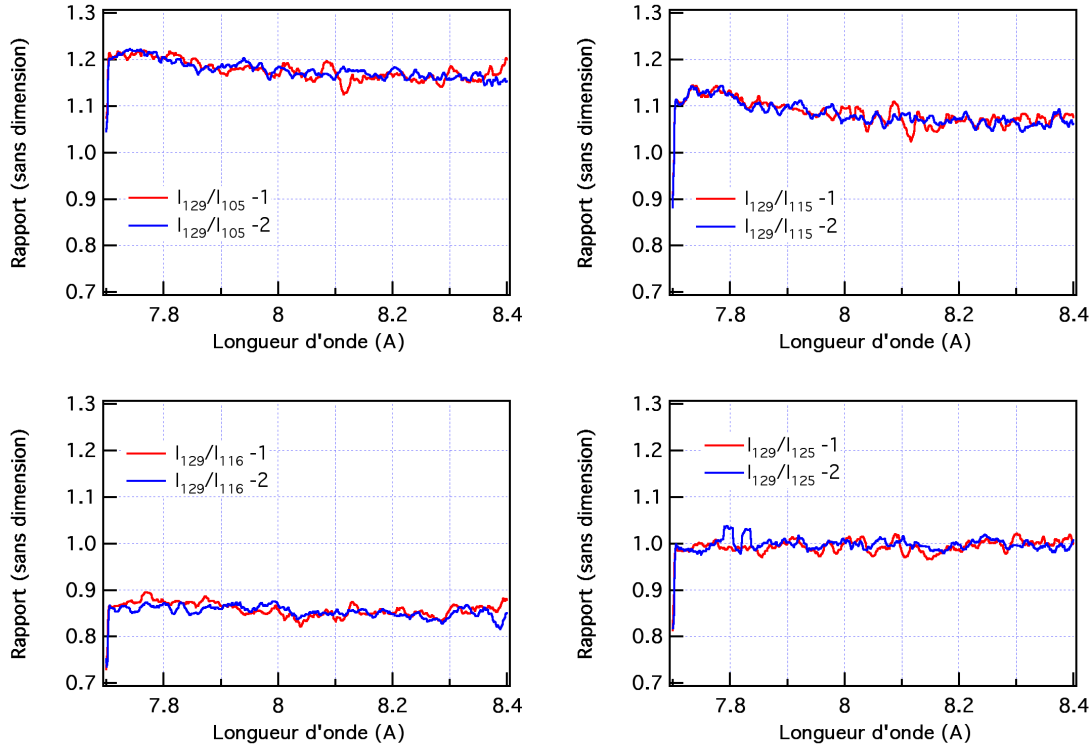 Rapport (sans dimension)
1.3
1.2
1.1
1.0
0.9
0.8
0.7
I129/I105 -1
I129/I105 -2
7.8 8 8.2 8.4
Longueur d'onde (A)
Rapport (sans dimension)
1.3
1.2
1.1
1.0
0.9
0.8
0.7
I129/I115 -1
I129/I115 -2
7.8 8 8.2 8.4
Longueur d'onde (A)
Rapport (sans dimension)
1.3
1.2
1.1
1.0
0.9
0.8
0.7
I129/I116 -1
I129/I116 -2
7.8 8 8.2 8.4
Longueur d'onde (A)
Rapport (sans dimension)
1.3
1.2
1.1
1.0
0.9
0.8
0.7
I129/I125 -1
I129/I125 -2
7.8 8 8.2 8.4
Longueur d'onde (A)